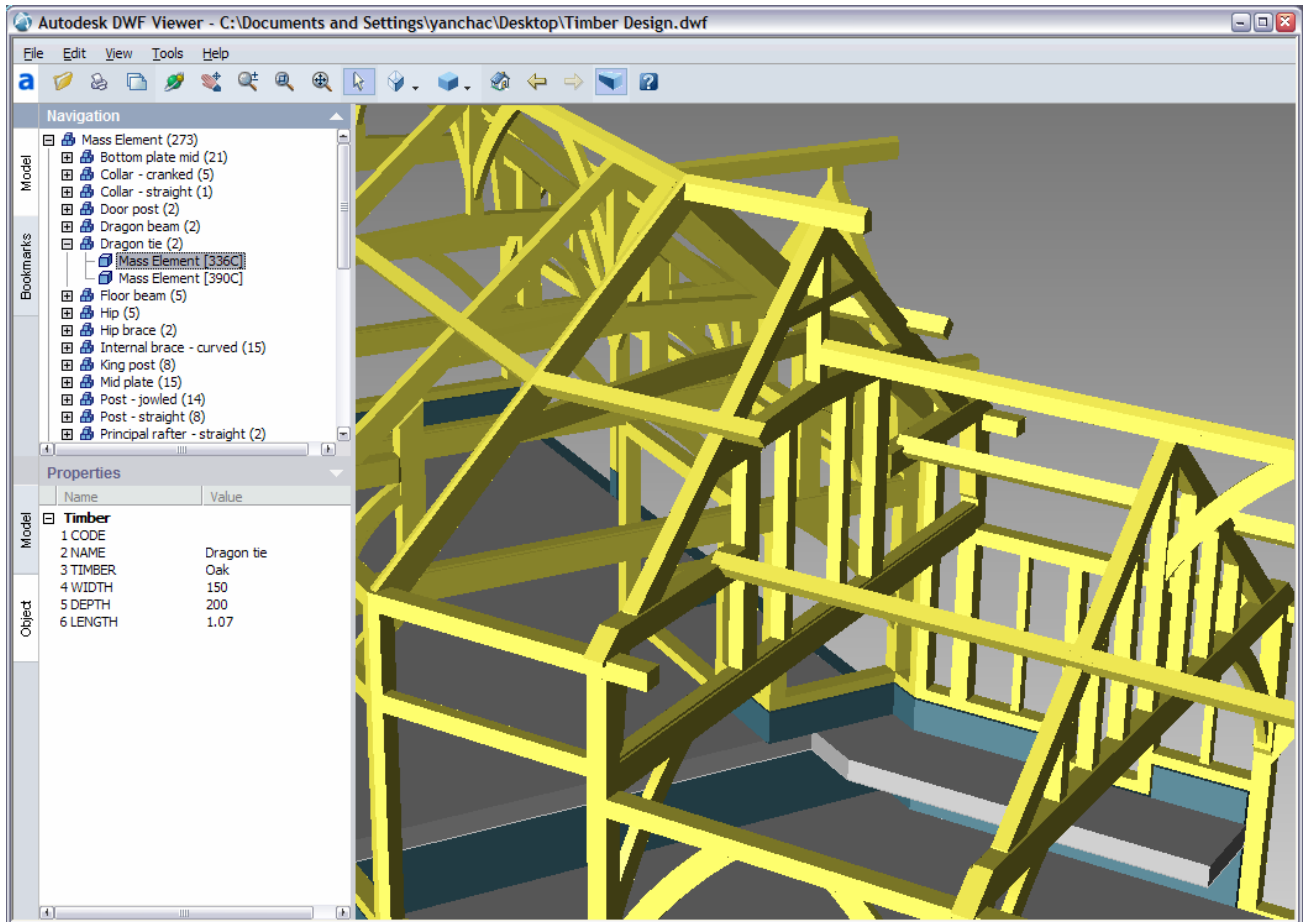 Autodesk DWF Viewer - C:\Documents and Settings\yanchac\Desktop\Timber Design.dwf
File Edit View Tools Help
a
Navigation
Model
Bookmarks
Mass Element (273)
Bottom plate mid (21)
Collar - cranked (5)
Collar - straight (1)
Door post (2)
Dragon beam (2)
Dragon tie (2)
Mass Element [336C]
Mass Element [390C]
Floor beam (5)
Hip (5)
Hip brace (2)
Internal brace - curved (15)
King post (8)
Mid plate (15)
Post - jowled (14)
Post - straight (8)
Principal rafter - straight (2)
Properties
Model
Object
Name Value
Timber
1 CODE
2 NAME Dragon tie
3 TIMBER Oak
4 WIDTH 150
5 DEPTH 200
6 LENGTH 1.07